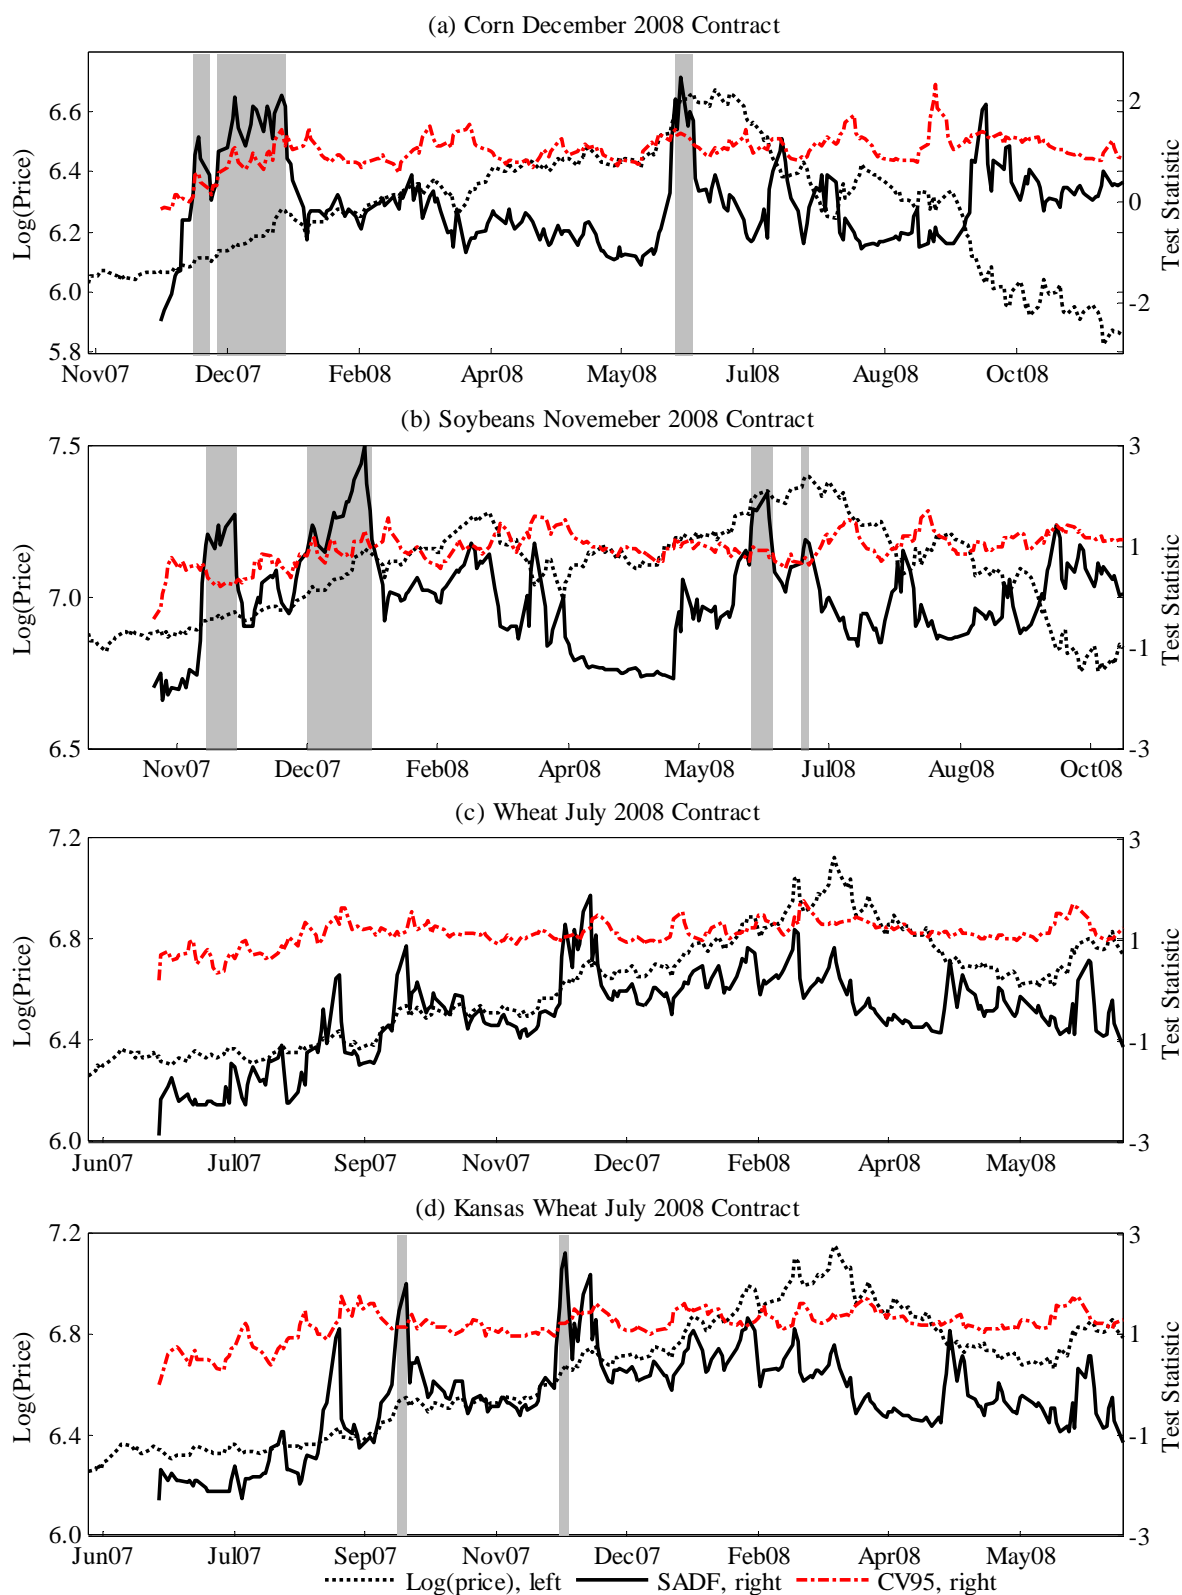 (a) Corn December 2008 Contract
Log(Price)
6.6
6.4
6.2
6.0
5.8
2
0
-2
Test Statistic
Nov07 Dec07 Feb08 Apr08 May08 Jul08 Aug08 Oct08
(b) Soybeans Novemeber 2008 Contract
Log(Price)
7.5
7.0
6.5
3
1
-1
-3
Test Statistic
Nov07 Dec07 Feb08 Apr08 May08 Jul08 Aug08 Oct08
(c) Wheat July 2008 Contract
Log(Price)
7.2
6.8
6.4
6.0
3
1
-1
-3
Test Statistic
Jun07 Jul07 Sep07 Nov07 Dec07 Feb08 Apr08 May08
(d) Kansas Wheat July 2008 Contract
Log(Price)
7.2
6.8
6.4
6.0
3
1
-1
-3
Test Statistic
Jun07 Jul07 Sep07 Nov07 Dec07 Feb08 Apr08 May08
Log(price), left SADF, right CV95, right